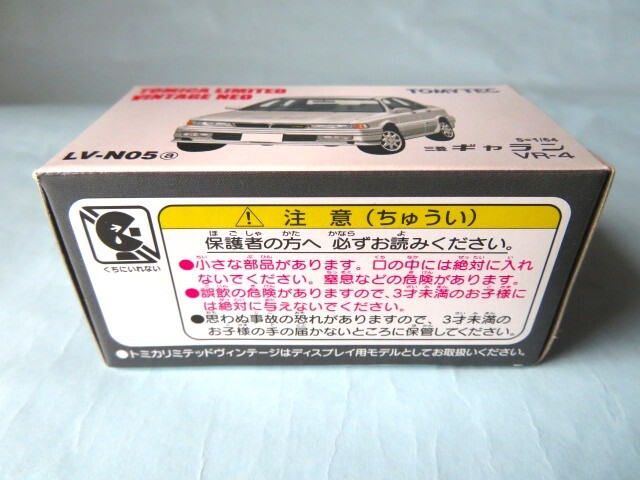 TOMICA LIMITED
VINTAGE NEO
TOMYTEC
LV-N05ⓐ
S=1/64
三菱 ギャラン
VR-4
くちにいれない
⚠ 注意(ちゅうい)
保護者の方へ 必ずお読みください。
●小さな部品があります。口の中には絶対に入れ
ないでください。窒息などの危険があります。
●誤飲の危険がありますので、3才未満のお子様に
は絶対に与えないでください。
●思わぬ事故の恐れがありますので、3才未満の
お子様の手の届かないところに保管してください。
●トミカリミテッドヴィンテージはディスプレイ用モデルとしてお取扱いください。